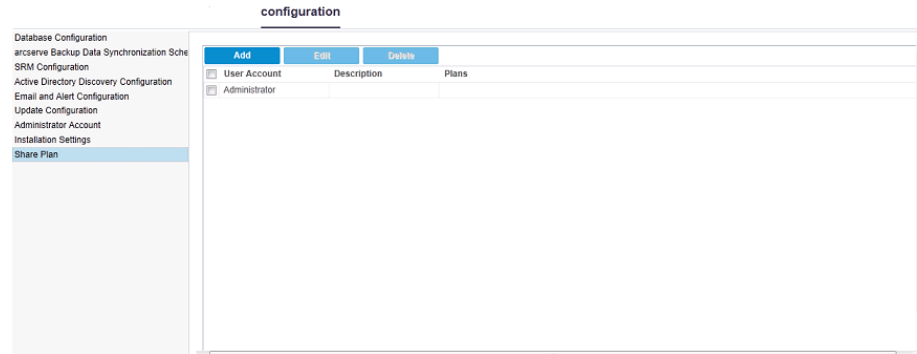 configuration
Database Configuration
arcserve Backup Data Synchronization Sche
SRM Configuration
Active Directory Discovery Configuration
Email and Alert Configuration
Update Configuration
Administrator Account
Installation Settings
Share Plan
Add Edit Delete
User Account Description Plans
Administrator